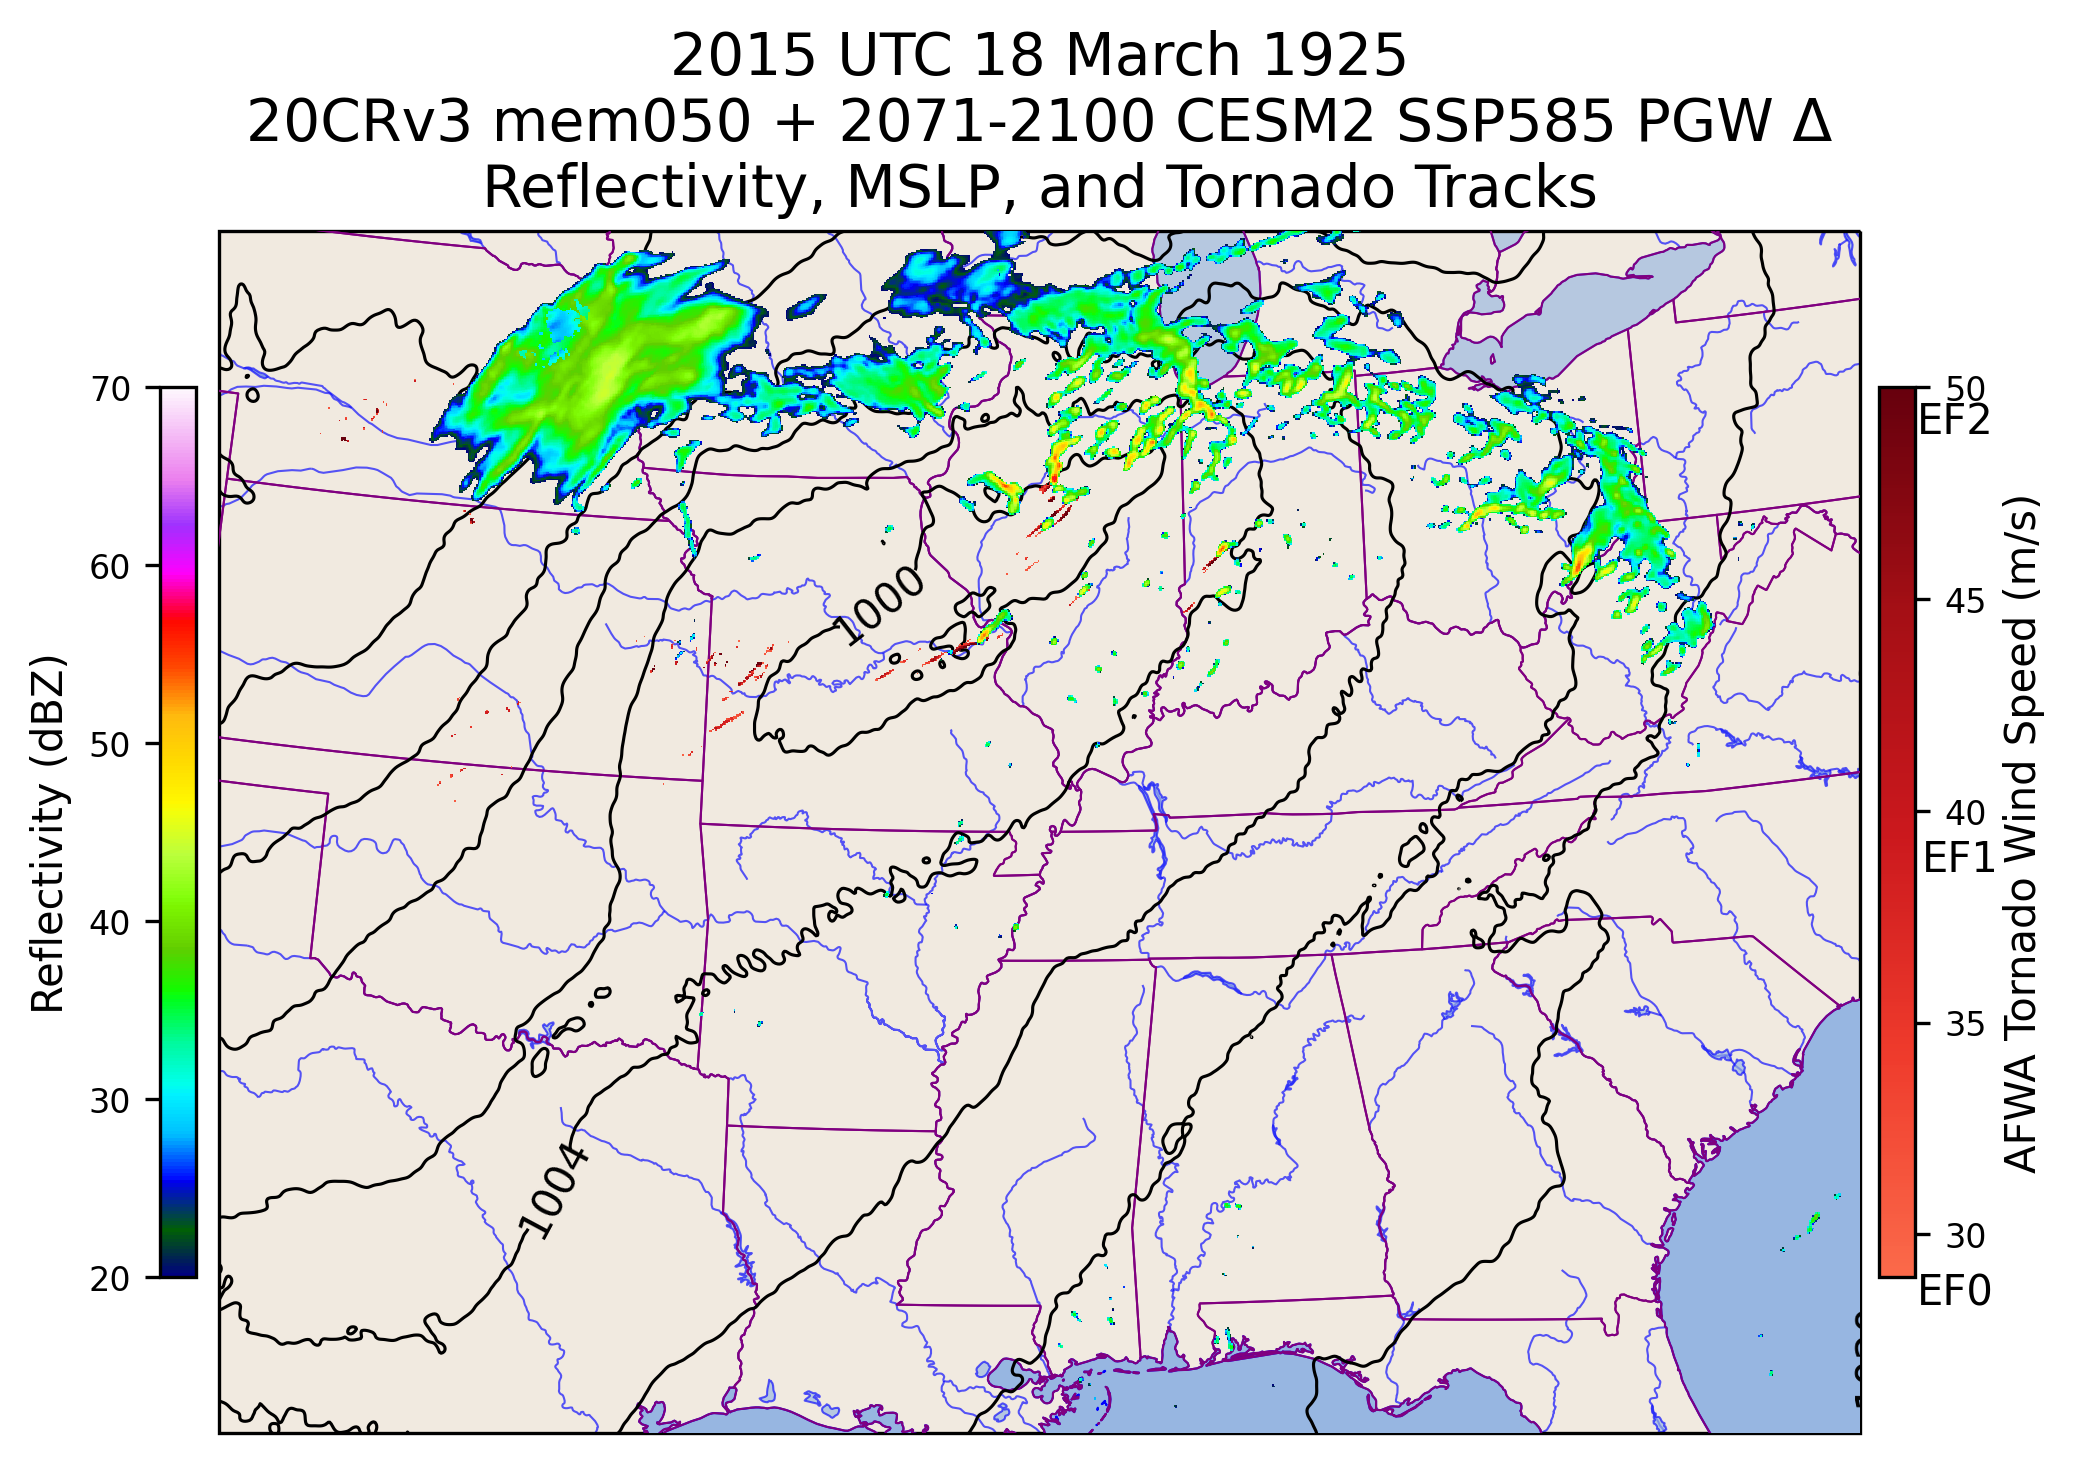 2015 UTC 18 March 1925
20CRv3 mem050 + 2071-2100 CESM2 SSP585 PGW Δ
Reflectivity, MSLP, and Tornado Tracks
70
60
50
40
30
20
Reflectivity (dBZ)
1000
1004
50
EF2
45
40
EF1
35
30
EF0
AFWA Tornado Wind Speed (m/s)